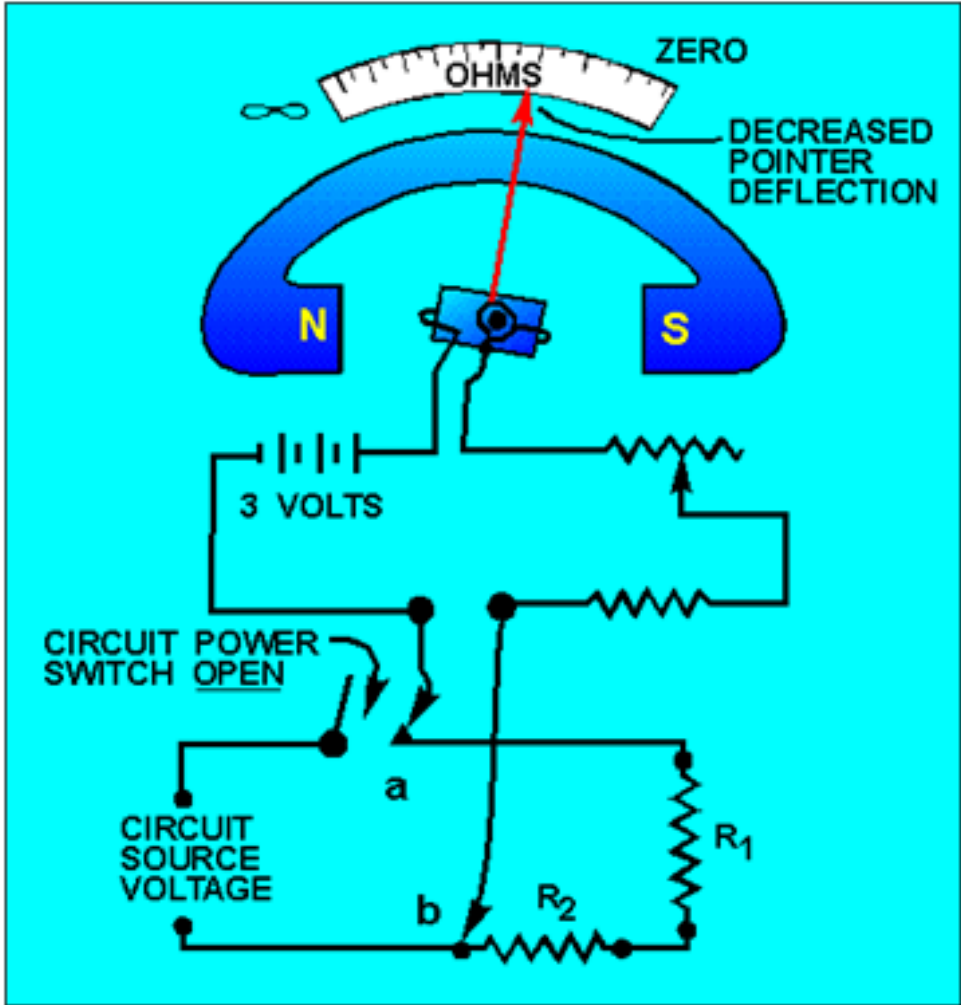 ZERO
OHMS
∞
DECREASED
POINTER
DEFLECTION
N
S
3 VOLTS
CIRCUIT POWER
SWITCH OPEN
a
CIRCUIT
SOURCE
VOLTAGE
R1
b
R2